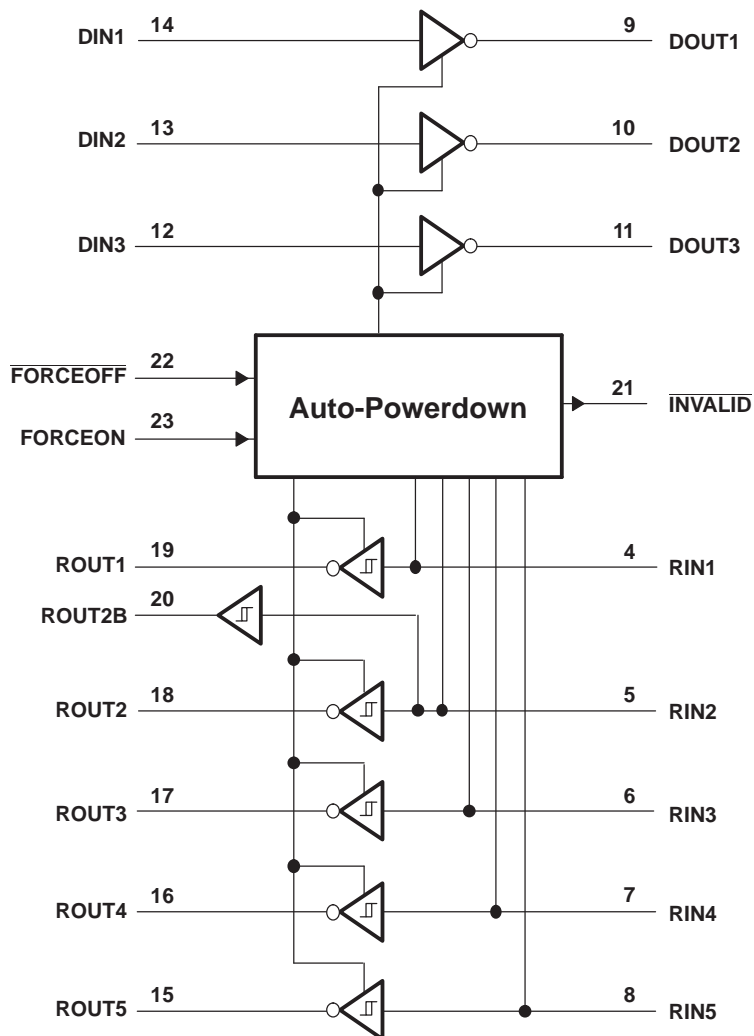 DIN1 14 9 DOUT1
DIN2 13 10 DOUT2
DIN3 12 11 DOUT3
FORCEOFF 22
Auto-Powerdown
21 INVALID
FORCEON 23
ROUT1 19 4 RIN1
ROUT2B 20
ROUT2 18 5 RIN2
ROUT3 17 6 RIN3
ROUT4 16 7 RIN4
ROUT5 15 8 RIN5